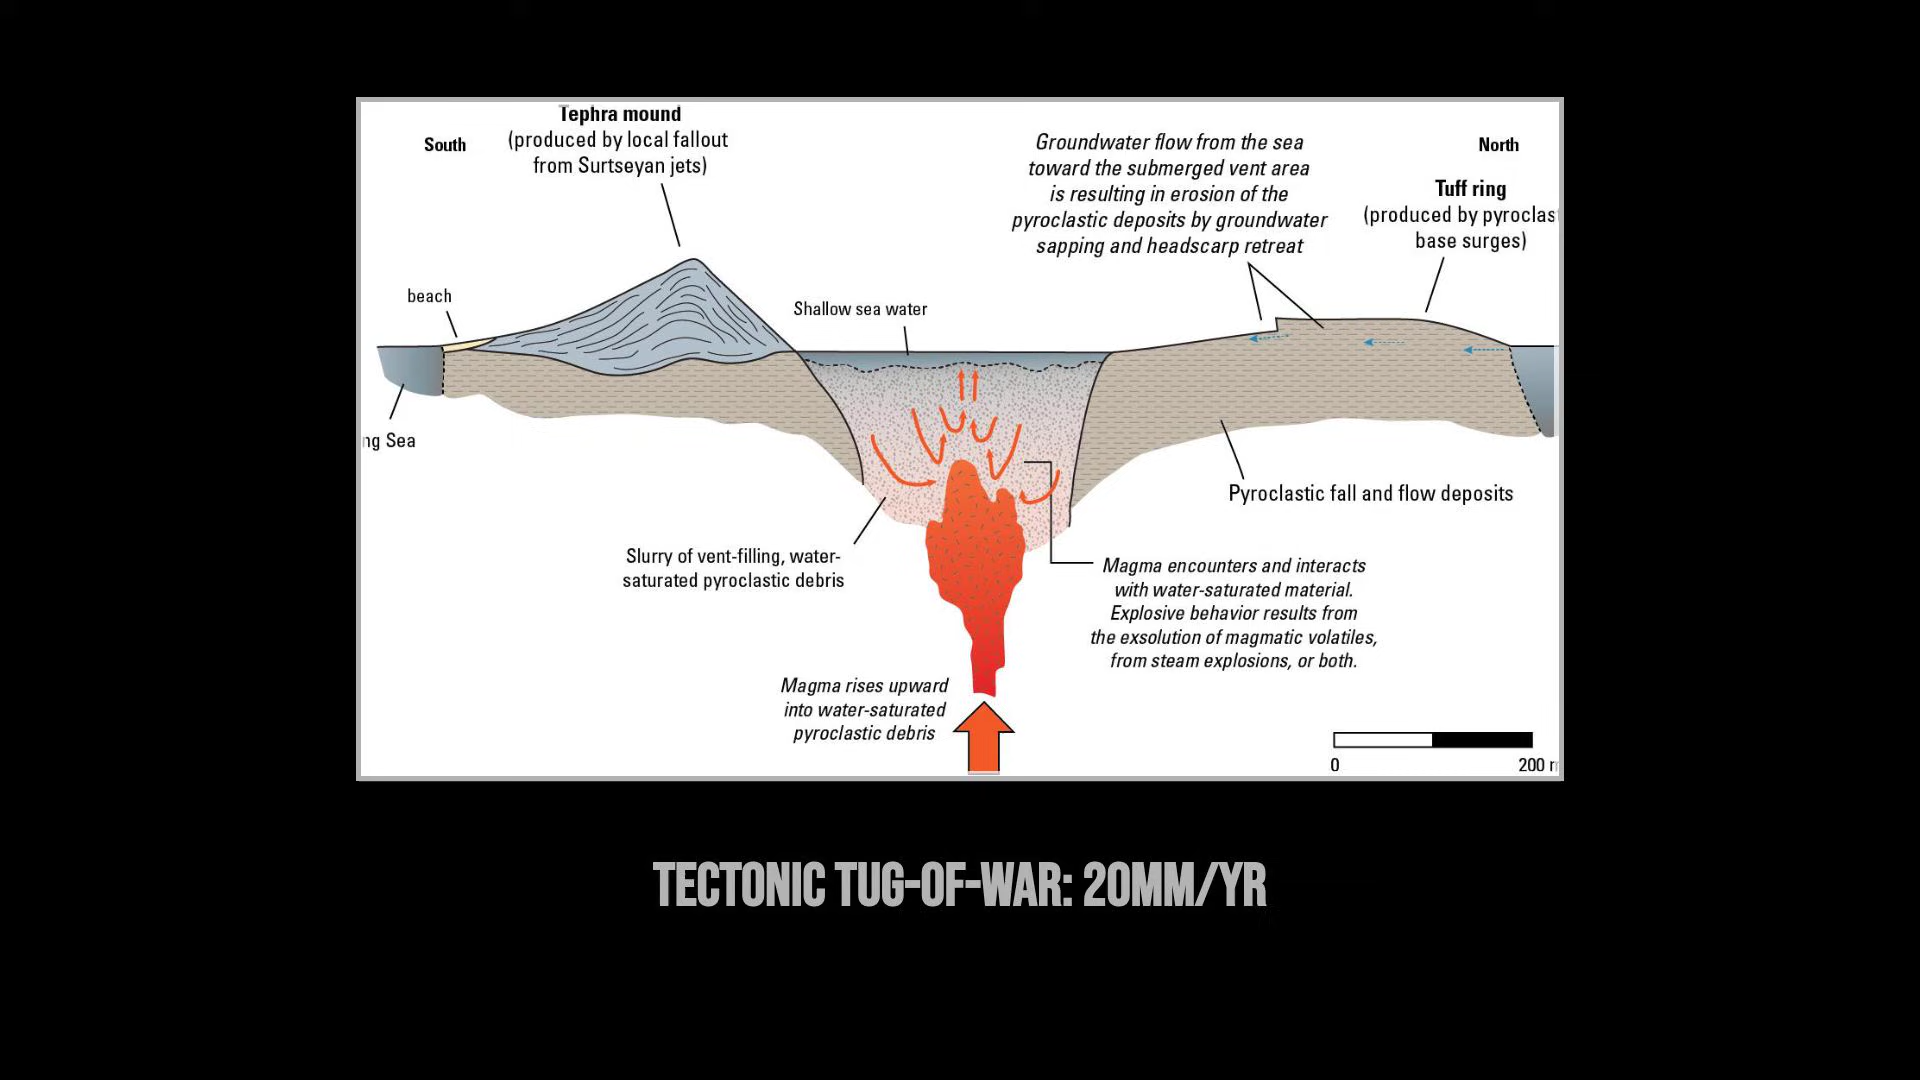 Tephra mound
(produced by local fallout
from Surtseyan jets)
South
Groundwater flow from the sea
toward the submerged vent area
is resulting in erosion of the
pyroclastic deposits by groundwater
sapping and headscarp retreat
North
Tuff ring
(produced by pyroclas
base surges)
beach
Shallow sea water
ng Sea
Pyroclastic fall and flow deposits
Slurry of vent-filling, water-
saturated pyroclastic debris
Magma encounters and interacts
with water-saturated material.
Explosive behavior results from
the exsolution of magmatic volatiles,
from steam explosions, or both.
Magma rises upward
into water-saturated
pyroclastic debris
0 200
TECTONIC TUG-OF-WAR: 20MM/YR